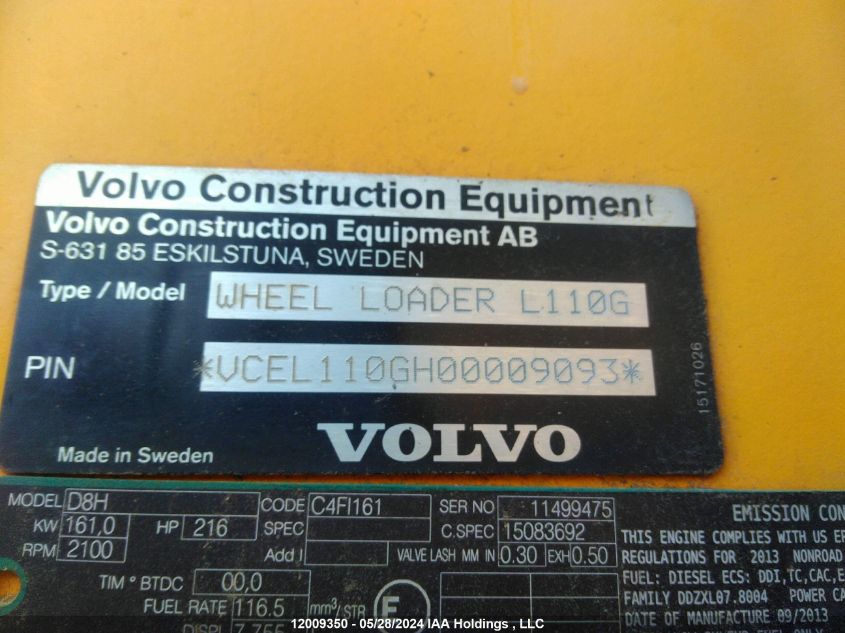 Volvo Construction Equipment
Volvo Construction Equipment AB
S-631 85 ESKILSTUNA, SWEDEN
Type / Model WHEEL LOADER L110G
PIN *VCEL110GH00009093*
15171026
Made in Sweden VOLVO
MODEL D8H CODE C4FI161 SER NO 11499475
KW 161,0 HP 216 SPEC C.SPEC 15083692
RPM 2100 Add I VALVE LASH MM IN 0.30 EXH 0.50
TIM ° BTDC 00,0
FUEL RATE 116.5 mm³/STR F
DISPL 7.755
EMISSION CON
THIS ENGINE COMPLIES WITH US EP
REGULATIONS FOR 2013 NONROAD
FUEL: DIESEL ECS: DDI,TC,CAC,E
FAMILY DDZXL07.8004 POWER CA
DATE OF MANUFACTURE 09/2013
12009350 - 05/28/2024 IAA Holdings , LLC